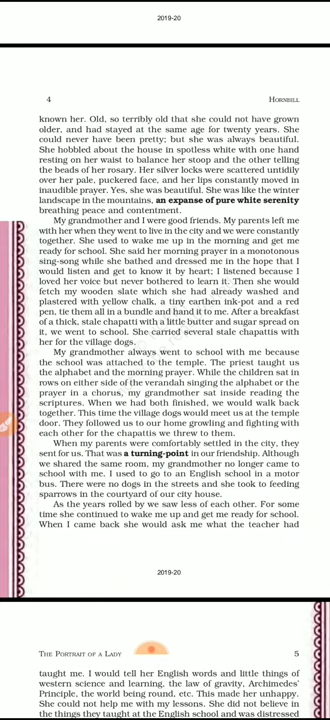 2019-20
4 HORNBILL
known her. Old, so terribly old that she could not have grown
older, and had stayed at the same age for twenty years. She
could never have been pretty; but she was always beautiful.
She hobbled about the house in spotless white with one hand
resting on her waist to balance her stoop and the other telling
the beads of her rosary. Her silver locks were scattered untidily
over her pale, puckered face, and her lips constantly moved in
inaudible prayer. Yes, she was beautiful. She was like the winter
landscape in the mountains, an expanse of pure white serenity
breathing peace and contentment.
My grandmother and I were good friends. My parents left me
with her when they went to live in the city and we were constantly
together. She used to wake me up in the morning and get me
ready for school. She said her morning prayer in a monotonous
sing-song while she bathed and dressed me in the hope that I
would listen and get to know it by heart; I listened because I
loved her voice but never bothered to learn it. Then she would
fetch my wooden slate which she had already washed and
plastered with yellow chalk, a tiny earthen ink-pot and a red
pen, tie them all in a bundle and hand it to me. After a breakfast
of a thick, stale chapatti with a little butter and sugar spread on
it, we went to school. She carried several stale chapattis with
her for the village dogs.
My grandmother always went to school with me because
the school was attached to the temple. The priest taught us
the alphabet and the morning prayer. While the children sat in
rows on either side of the verandah singing the alphabet or the
prayer in a chorus, my grandmother sat inside reading the
scriptures. When we had both finished, we would walk back
together. This time the village dogs would meet us at the temple
door. They followed us to our home growling and fighting with
each other for the chapattis we threw to them.
When my parents were comfortably settled in the city, they
sent for us. That was a turning-point in our friendship. Although
we shared the same room, my grandmother no longer came to
school with me. I used to go to an English school in a motor
bus. There were no dogs in the streets and she took to feeding
sparrows in the courtyard of our city house.
As the years rolled by we saw less of each other. For some
time she continued to wake me up and get me ready for school.
When I came back she would ask me what the teacher had
2019-20
THE PORTRAIT OF A LADY 5
taught me. I would tell her English words and little things of
western science and learning, the law of gravity, Archimedes'
Principle, the world being round, etc. This made her unhappy.
She could not help me with my lessons. She did not believe in
the things they taught at the English school and was distressed